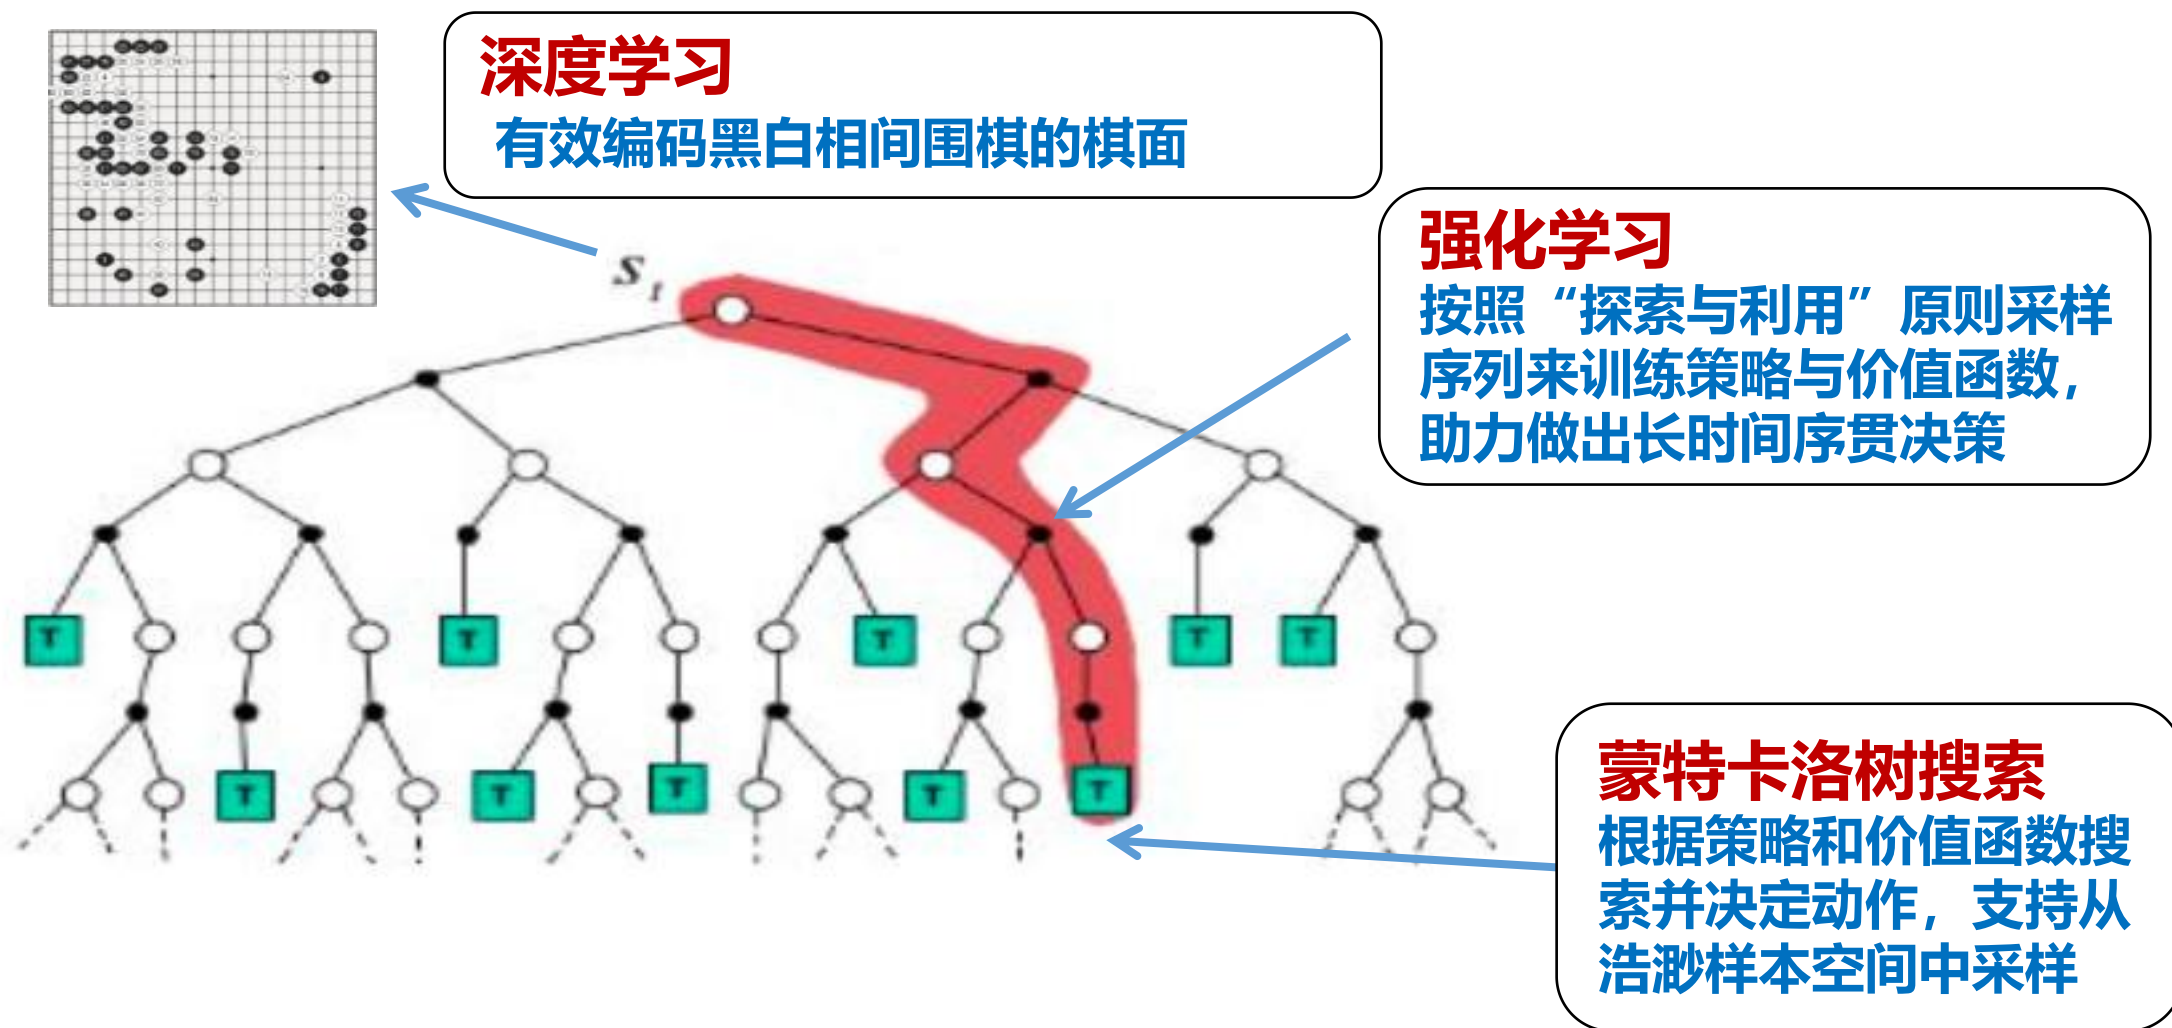 深度学习
有效编码黑白相间围棋的棋面
S t
强化学习
按照“探索与利用”原则采样
序列来训练策略与价值函数，
助力做出长时间序贯决策
T
T
T
T
T
T
T
T
T
T
蒙特卡洛树搜索
根据策略和价值函数搜
索并决定动作，支持从
浩渺样本空间中采样